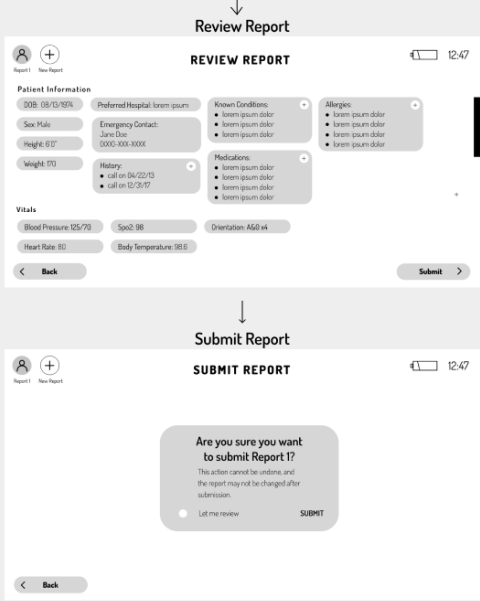 Review Report
Report 1
New Report
REVIEW REPORT
12:47
Patient Information
DOB: 08/13/1974
Sex: Male
Height: 6'0"
Weight: 170
Preferred Hospital: lorem ipsum
Emergency Contact:
Jane Doe
XXXX-XXX-XXXX
History:
• call on 04/22/13
• call on 12/31/17
+
Known Conditions:
• lorem ipsum dolor
• lorem ipsum dolor
• lorem ipsum dolor
+
Medications:
• lorem ipsum dolor
• lorem ipsum dolor
• lorem ipsum dolor
• lorem ipsum dolor
+
Allergies:
• lorem ipsum dolor
• lorem ipsum dolor
• lorem ipsum dolor
+
+
Vitals
Blood Pressure: 125/70
Spo2: 98
Orientation: A&O x4
Heart Rate: 80
Body Temperature: 98.6
< Back
Submit >
Submit Report
Report 1
New Report
SUBMIT REPORT
12:47
Are you sure you want
to submit Report 1?
This action cannot be undone, and
the report may not be changed after
submission.
Let me review
SUBMIT
< Back